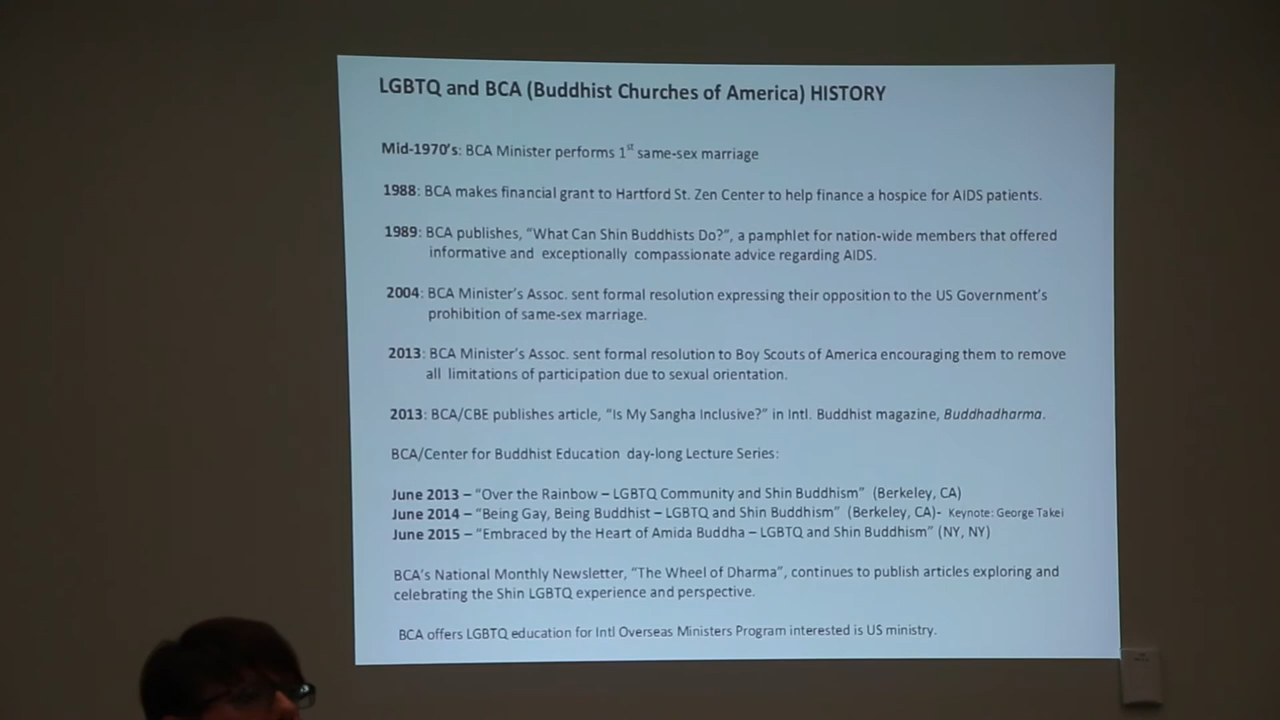 LGBTQ and BCA (Buddhist Churches of America) HISTORY
Mid-1970's: BCA Minister performs 1st same-sex marriage
1988: BCA makes financial grant to Hartford St. Zen Center to help finance a hospice for AIDS patients.
1989: BCA publishes, "What Can Shin Buddhists Do?", a pamphlet for nation-wide members that offered
informative and exceptionally compassionate advice regarding AIDS.
2004: BCA Minister's Assoc. sent formal resolution expressing their opposition to the US Government's
prohibition of same-sex marriage.
2013: BCA Minister's Assoc. sent formal resolution to Boy Scouts of America encouraging them to remove
all limitations of participation due to sexual orientation.
2013: BCA/CBE publishes article, "Is My Sangha Inclusive?" in Intl. Buddhist magazine, Buddhadharma.
BCA/Center for Buddhist Education day-long Lecture Series:
June 2013 – "Over the Rainbow – LGBTQ Community and Shin Buddhism" (Berkeley, CA)
June 2014 – "Being Gay, Being Buddhist – LGBTQ and Shin Buddhism" (Berkeley, CA)- Keynote: George Takei
June 2015 – "Embraced by the Heart of Amida Buddha – LGBTQ and Shin Buddhism" (NY, NY)
BCA's National Monthly Newsletter, "The Wheel of Dharma", continues to publish articles exploring and
celebrating the Shin LGBTQ experience and perspective.
BCA offers LGBTQ education for Intl Overseas Ministers Program interested is US ministry.